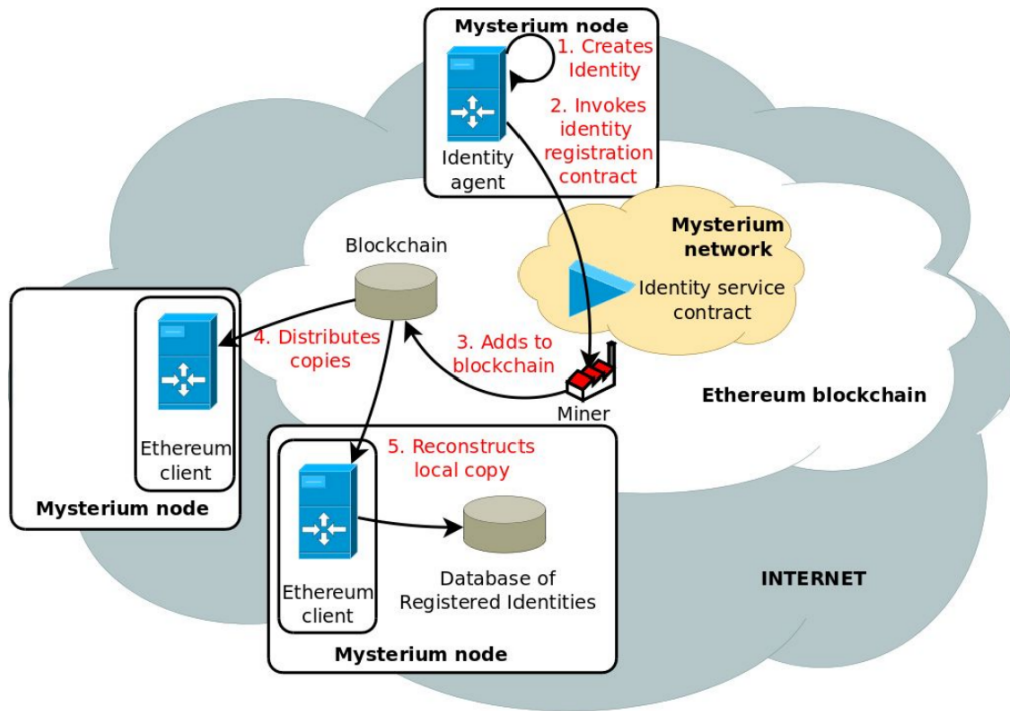 Mysterium node
1. Creates
Identity
2. Invokes
identity
registration
contract
Identity
agent
Mysterium
network
Identity service
contract
Blockchain
4. Distributes
copies
3. Adds to
blockchain
Miner
Ethereum blockchain
Ethereum
client
Mysterium node
5. Reconstructs
local copy
Ethereum
client
Database of
Registered Identities
Mysterium node
INTERNET